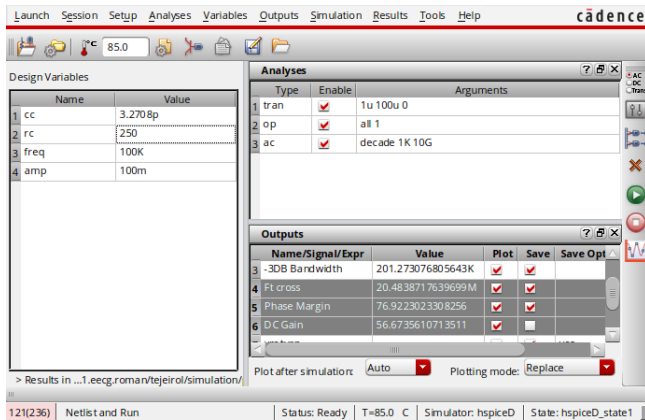 Launch Session Setup Analyses Variables Outputs Simulation Results Tools Help cādence
°C 85.0
Design Variables
Name Value
1 cc 3.2708p
2 rc 250
3 freq 100K
4 amp 100m
> Results in ...1.eecg.roman/tejeirol/simulation/
Analyses
Type Enable Arguments
1 tran 1u 100u 0
2 op all 1
3 ac decade 1K 10G
Outputs
Name/Signal/Expr Value Plot Save Save Opt
3 -3DB Bandwidth 201.273076805643K
4 Ft cross 20.4838717639699M
5 Phase Margin 76.9223023308256
6 DC Gain 56.6735610713511
Plot after simulation: Auto Plotting mode: Replace
AC
DC
Trans
121(236) Netlist and Run Status: Ready T=85.0 C Simulator: hspiceD State: hspiceD_state1